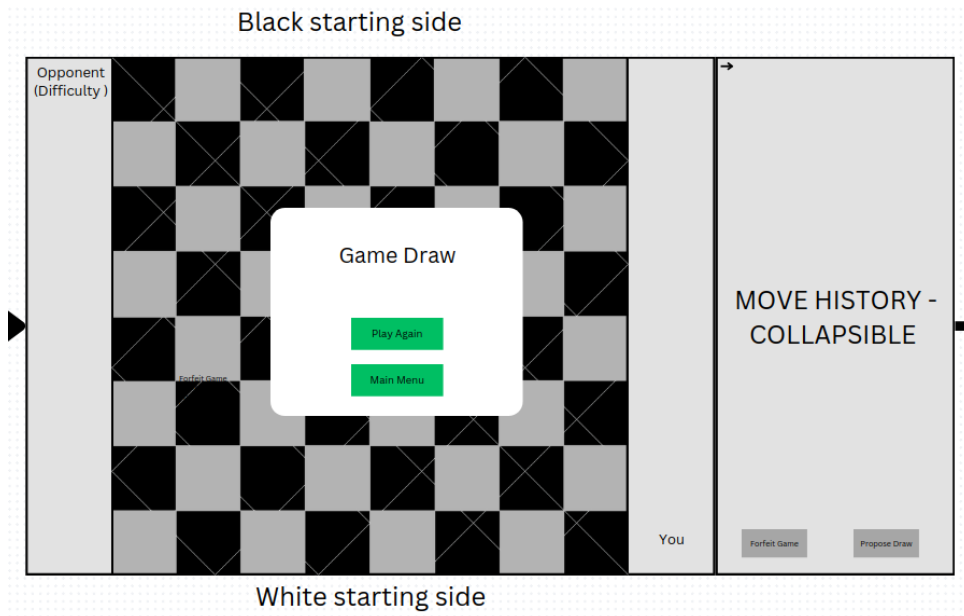 Black starting side
Opponent
(Difficulty )
➔
Game Draw
Play Again
Main Menu
Forfeit Game
MOVE HISTORY -
COLLAPSIBLE
You
Forfeit Game
Propose Draw
White starting side